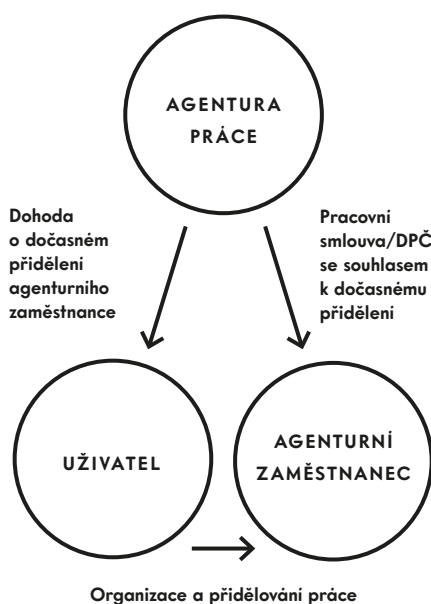 AGENTURA
PRÁCE
Dohoda
o dočasném
přidělení
agenturního
zaměstnance
Pracovní
smlouva/DPČ
se souhlasem
k dočasnému
přidělení
UŽIVATEL
AGENTURNÍ
ZAMĚSTNANEC
Organizace a přidělování práce